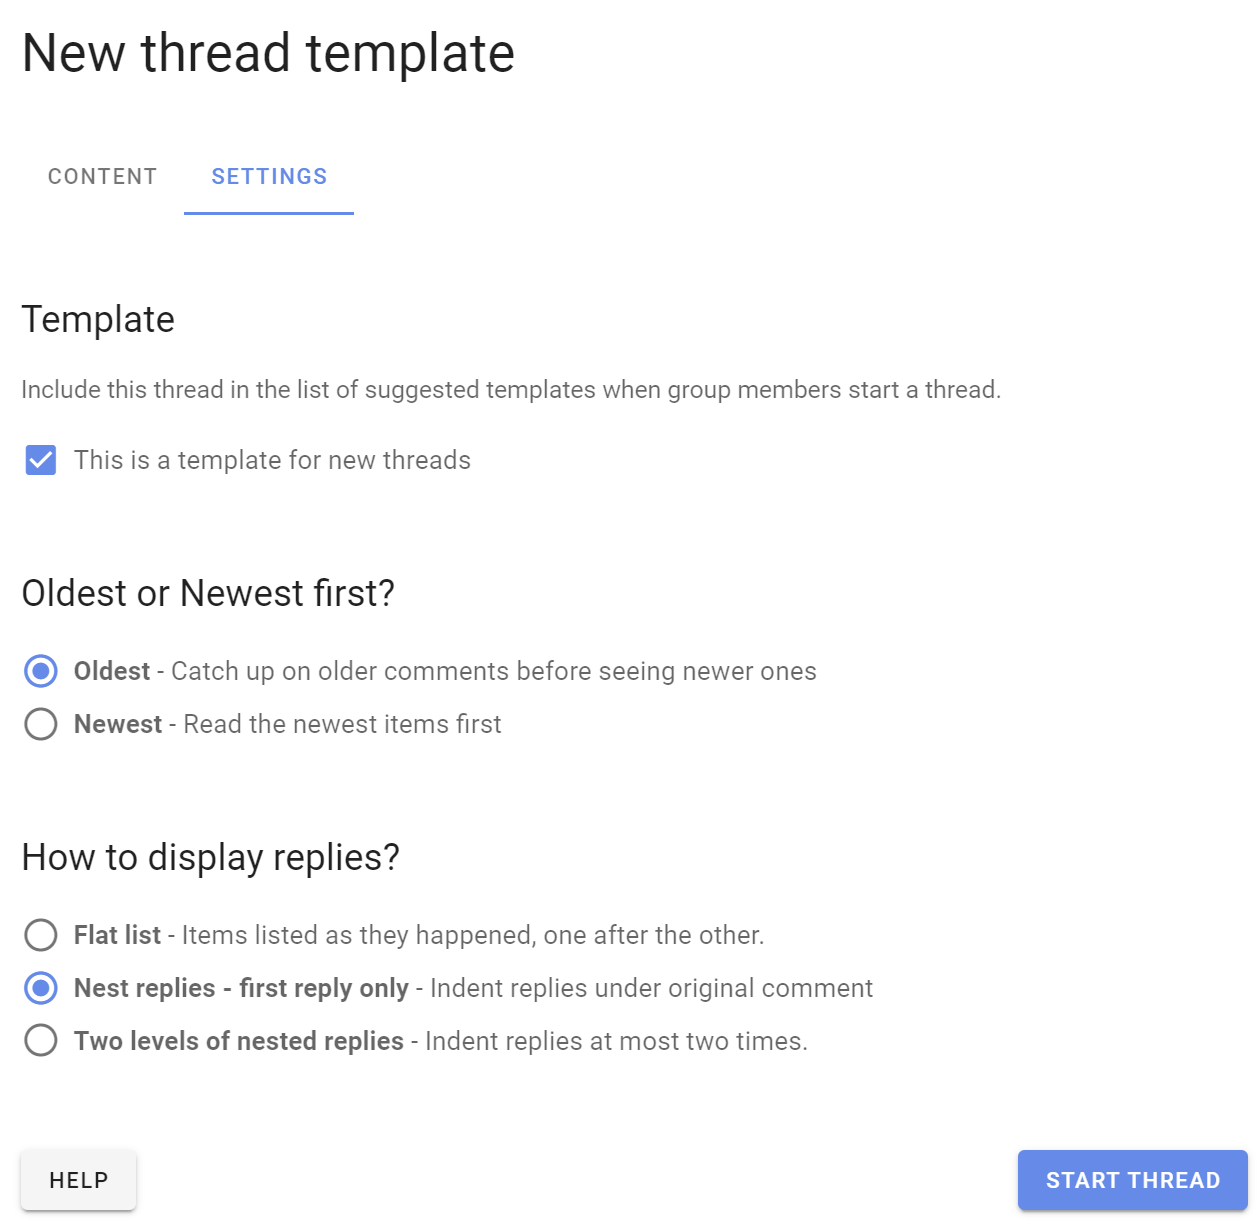 New thread template
CONTENT SETTINGS
Template
Include this thread in the list of suggested templates when group members start a thread.
This is a template for new threads
Oldest or Newest first?
Oldest - Catch up on older comments before seeing newer ones
Newest - Read the newest items first
How to display replies?
Flat list - Items listed as they happened, one after the other.
Nest replies - first reply only - Indent replies under original comment
Two levels of nested replies - Indent replies at most two times.
HELP START THREAD